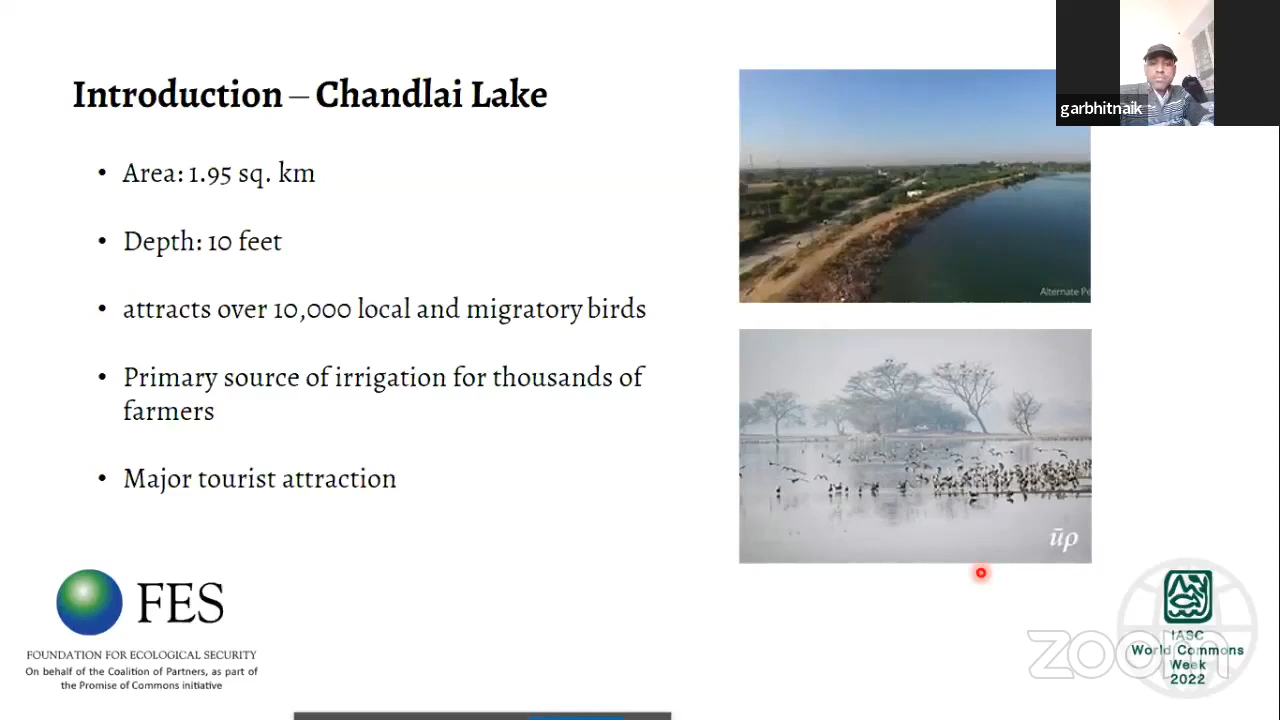 Introduction – Chandlai Lake
• Area: 1.95 sq. km
• Depth: 10 feet
• attracts over 10,000 local and migratory birds
• Primary source of irrigation for thousands of
farmers
• Major tourist attraction
garbhitnaik
Alternate Pe
ūp
FES
FOUNDATION FOR ECOLOGICAL SECURITY
On behalf of the Coalition of Partners, as part of
the Promise of Commons initiative
zoom
IASC
World Commons
Week
2022